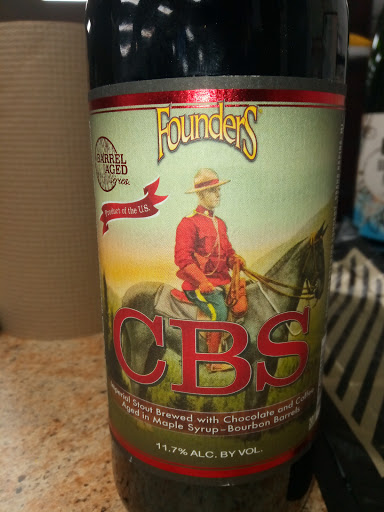 Founders
BARREL
AGED
Series
Product of the U.S.
CBS
Imperial Stout Brewed with Chocolate and Coffee
Aged in Maple Syrup-Bourbon Barrels
11.7% ALC. BY VOL.